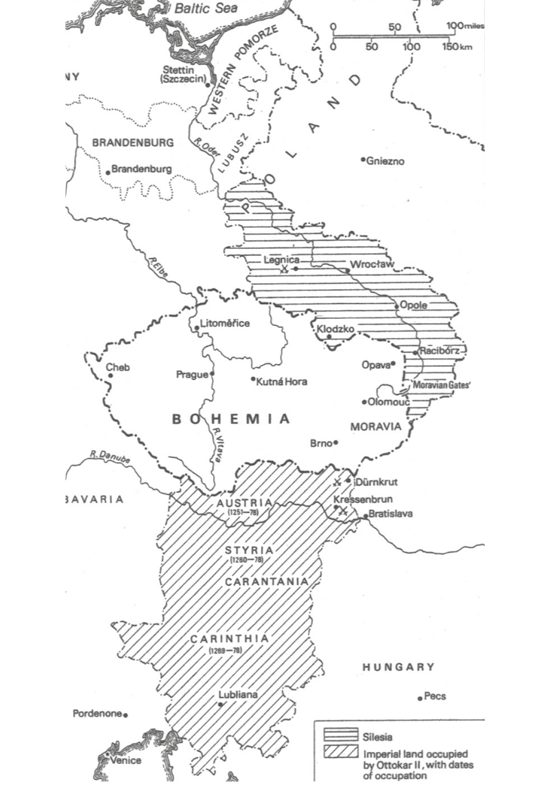 Baltic Sea
0 50 100 miles
0 50 100 150 km
Stettin
(Szczecin)
WESTERN POMORZE
NY
BRANDENBURG
Brandenburg
R. Oder
LUBUSZ
POLAND
Gniezno
R. Elbe
Legnica
Wrocław
Opole
Litoměřice
Klodzko
Racibórz
Cheb
Prague
Kutná Hora
Opava
'Moravian Gates'
Olomouc
BOHEMIA
MORAVIA
R. Vltava
Brno
R. Danube
BAVARIA
Dürnkrut
Kressenbrun
AUSTRIA
(1251—78)
Bratislava
STYRIA
(1260—78)
CARANTANIA
CARINTHIA
(1269—78)
HUNGARY
Lubliana
Pecs
Pordenone
Venice
Silesia
Imperial land occupied
by Ottokar II, with dates
of occupation